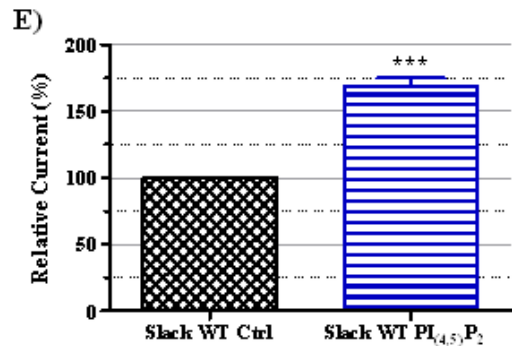 E)
200
150
100
50
0
Relative Current (%)
***
Slack WT Ctrl
Slack WT PI(4,5)P2